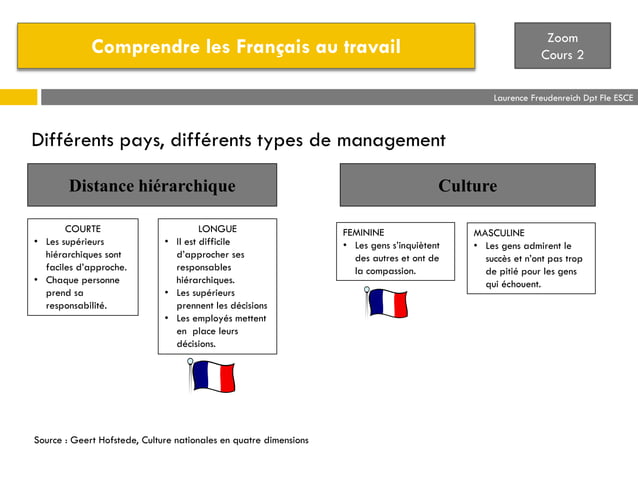 Comprendre les Français au travail
Zoom
Cours 2
Laurence Freudenreich Dpt Fle ESCE
Différents pays, différents types de management
Distance hiérarchique
Culture
COURTE
• Les supérieurs
hiérarchiques sont
faciles d'approche.
• Chaque personne
prend sa
responsabilité.
LONGUE
• Il est difficile
d'approcher ses
responsables
hiérarchiques.
• Les supérieurs
prennent les décisions
• Les employés mettent
en place leurs
décisions.
FEMININE
• Les gens s'inquiètent
des autres et ont de
la compassion.
MASCULINE
• Les gens admirent le
succès et n'ont pas trop
de pitié pour les gens
qui échouent.
Source : Geert Hofstede, Culture nationales en quatre dimensions